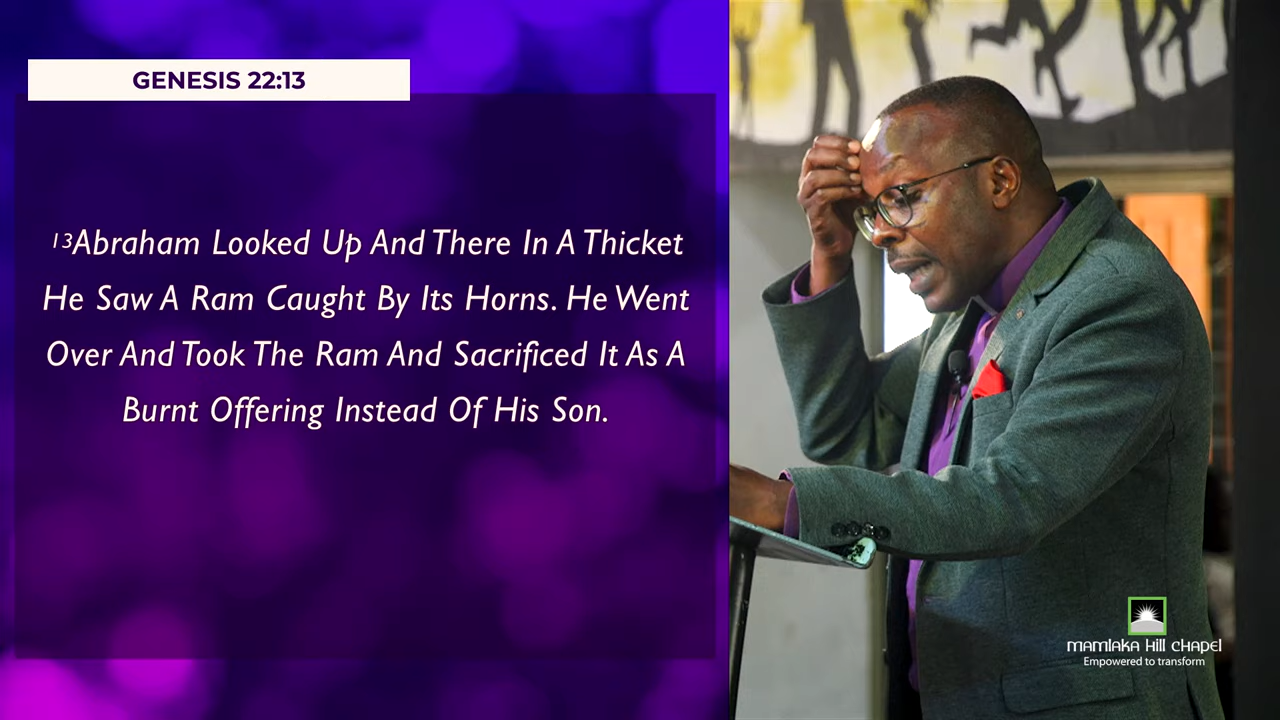 GENESIS 22:13
13Abraham Looked Up And There In A Thicket
He Saw A Ram Caught By Its Horns. He Went
Over And Took The Ram And Sacrificed It As A
Burnt Offering Instead Of His Son.
mamlaka Hill Chapel
Empowered to transform